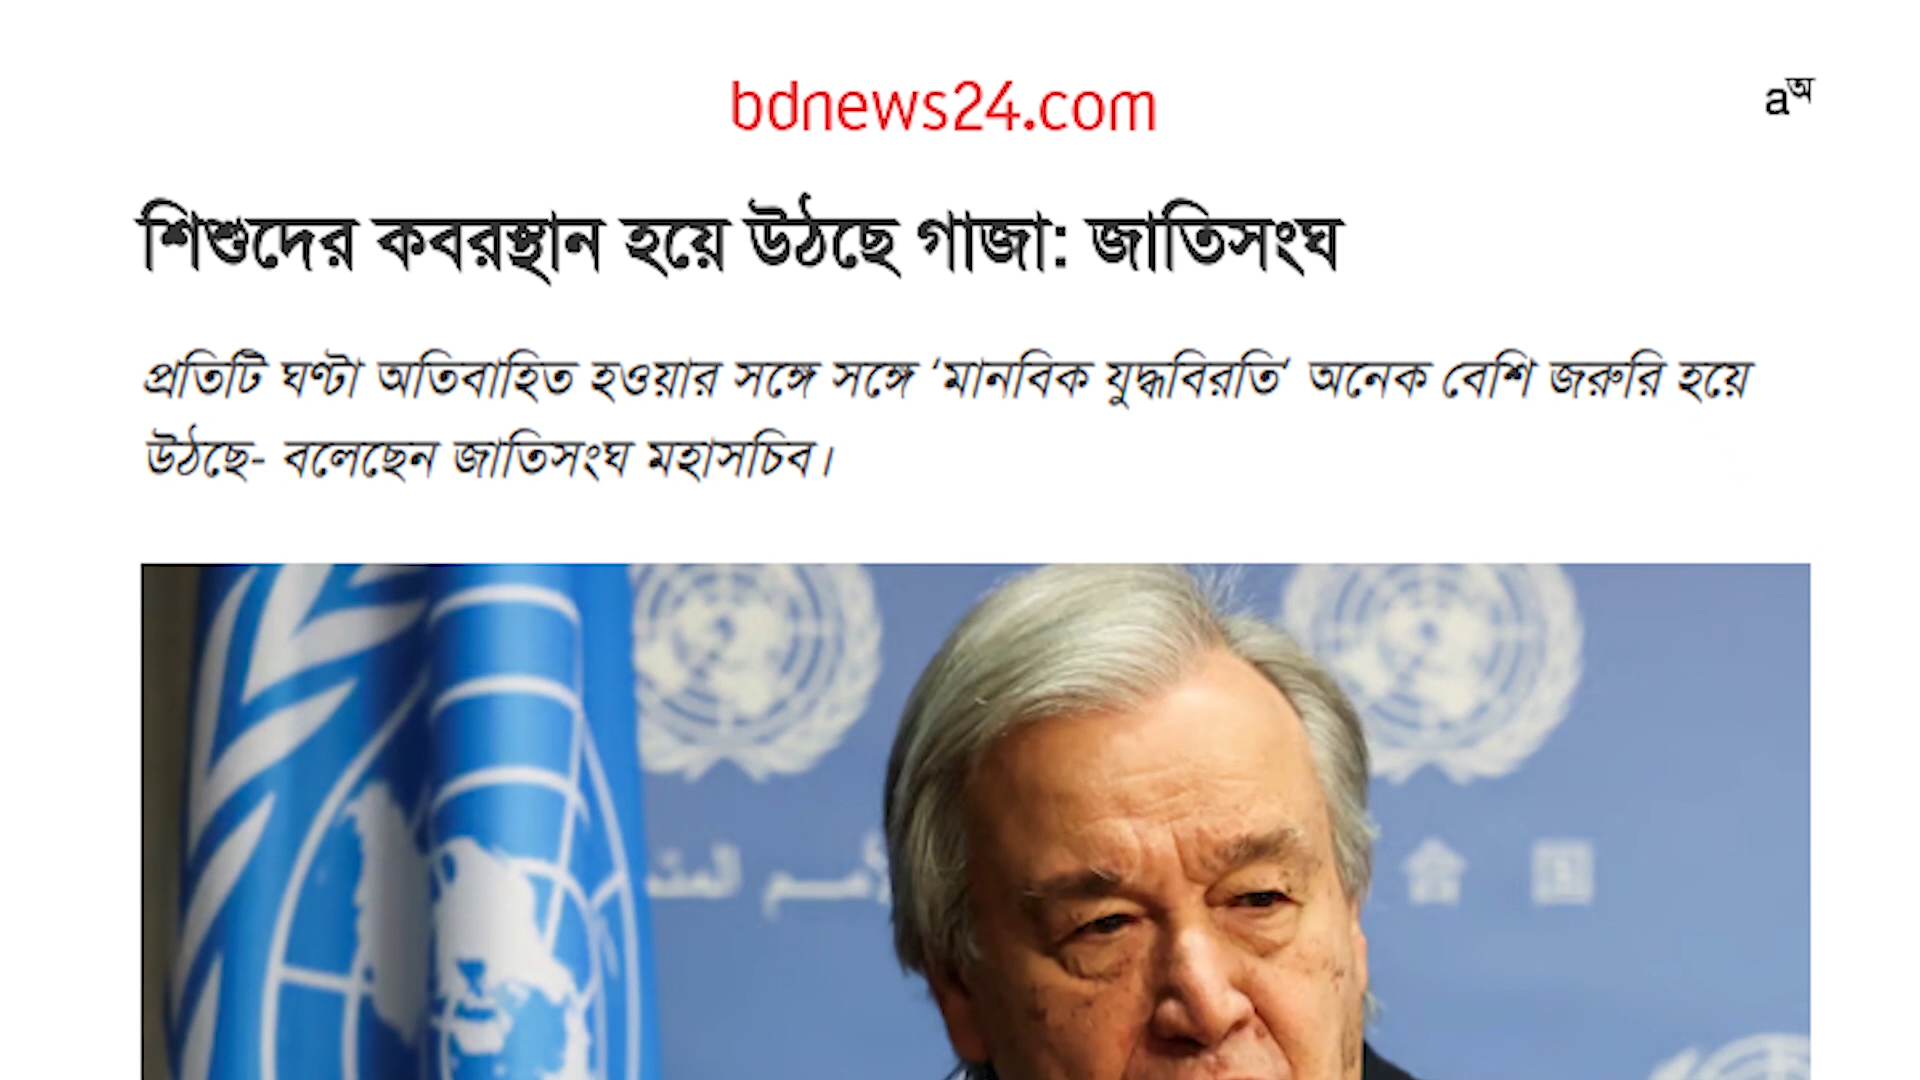 bdnews24.com
aঅ
শিশুদের কবরস্থান হয়ে উঠছে গাজা: জাতিসংঘ
প্রতিটি ঘণ্টা অতিবাহিত হওয়ার সঙ্গে সঙ্গে ‘মানবিক যুদ্ধবিরতি’ অনেক বেশি জরুরি হয়ে
উঠছে- বলেছেন জাতিসংঘ মহাসচিব।